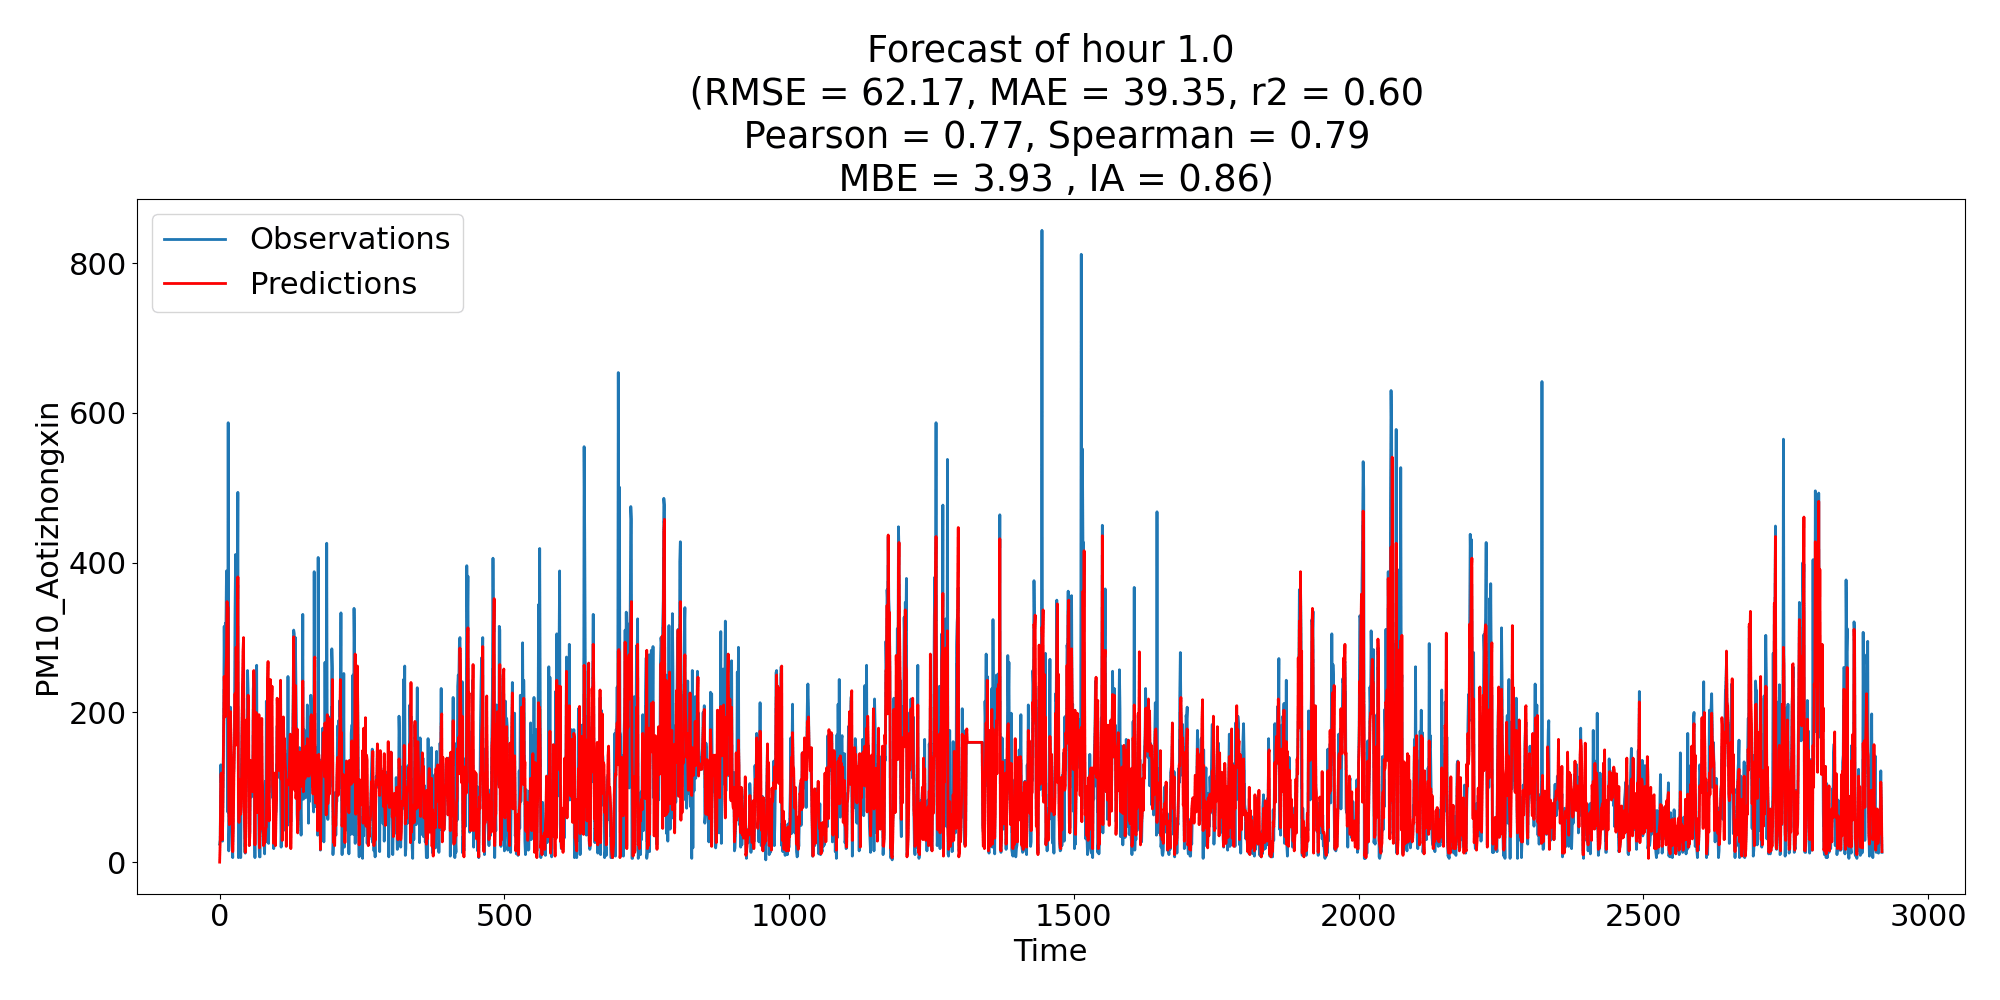 Forecast of hour 1.0
(RMSE = 62.17, MAE = 39.35, r2 = 0.60
Pearson = 0.77, Spearman = 0.79
MBE = 3.93 , IA = 0.86)
Observations
Predictions
PM10_Aotizhongxin
800
600
400
200
0
0 500 1000 1500 2000 2500 3000
Time